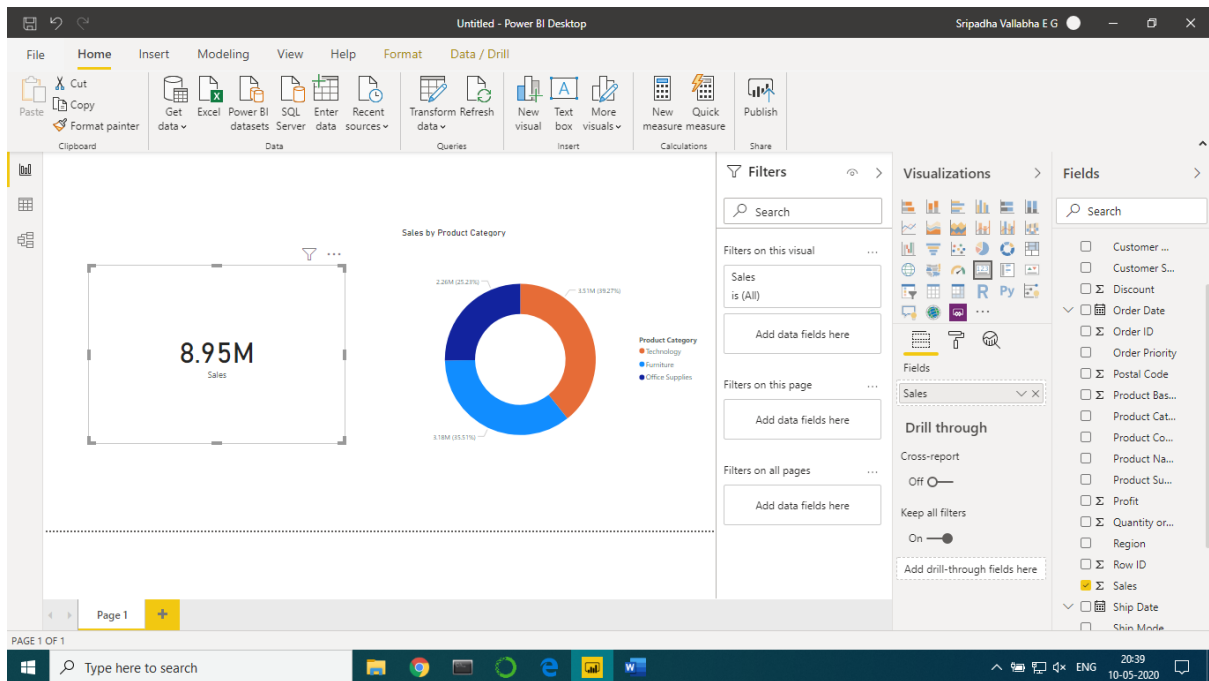 Untitled - Power BI Desktop
Sripadha Vallabha E G
File Home Insert Modeling View Help Format Data / Drill
Paste
Cut
Copy
Format painter
Clipboard
Get data
Excel
Power BI datasets
SQL Server
Enter data
Recent sources
Data
Transform data
Refresh
Queries
New visual
Text box
More visuals
Insert
New measure
Quick measure
Calculations
Publish
Share
8.95M
Sales
Sales by Product Category
2.26M (25.23%)
3.51M (39.27%)
3.18M (35.51%)
Product Category
Technology
Furniture
Office Supplies
Filters
Search
Filters on this visual
Sales
is (All)
Add data fields here
Filters on this page
Add data fields here
Filters on all pages
Add data fields here
Visualizations
R Py
123
Fields
Sales
Drill through
Cross-report
Off
Keep all filters
On
Add drill-through fields here
Fields
Search
Customer ...
Customer S...
Σ Discount
Order Date
Σ Order ID
Order Priority
Σ Postal Code
Σ Product Bas...
Product Cat...
Product Co...
Product Na...
Product Su...
Σ Profit
Σ Quantity or...
Region
Σ Row ID
Σ Sales
Ship Date
Ship Mode
Page 1
PAGE 1 OF 1
Type here to search
ENG
20:39
10-05-2020